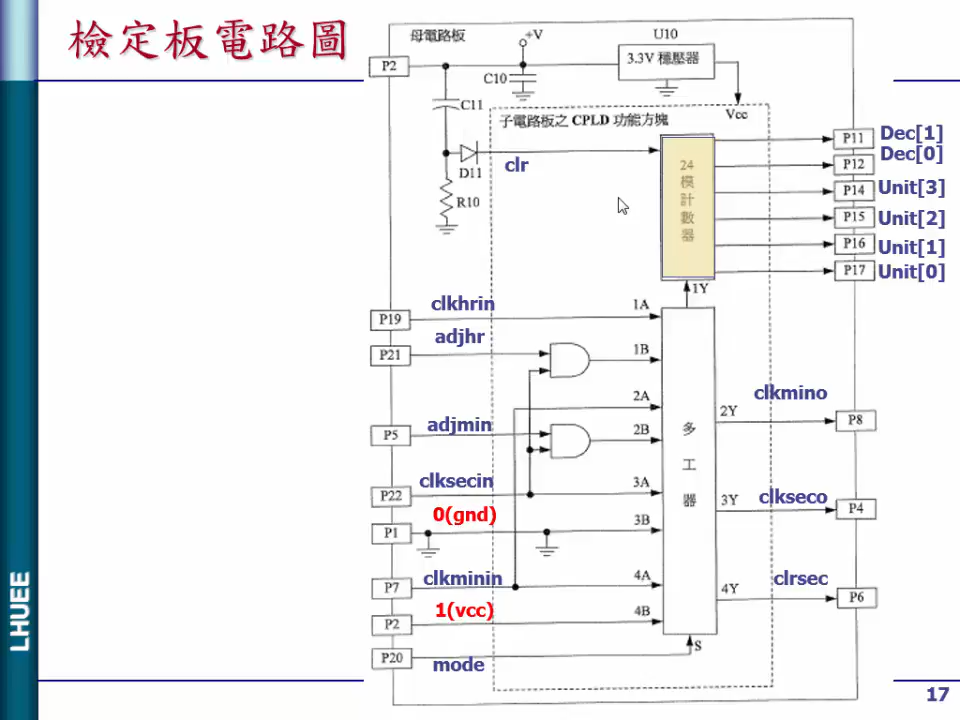 檢定板電路圖
母電路板
+V
U10
P2
3.3V 穩壓器
C10
C11
Vcc
子電路板之 CPLD 功能方塊
D11
clr
R10
24
模
計
數
器
P11 Dec[1]
P12 Dec[0]
P14 Unit[3]
P15 Unit[2]
P16 Unit[1]
P17 Unit[0]
1Y
clkhrin
P19
1A
adjhr
P21
1B
2A
adjmin
P5
2B
clksecin
P22
3A
0(gnd)
P1
3B
clkminin
P7
4A
1(vcc)
P2
4B
P20
mode
S
多
工
器
2Y
clkmino
P8
3Y
clkseco
P4
4Y
clrsec
P6
LHUEE
17